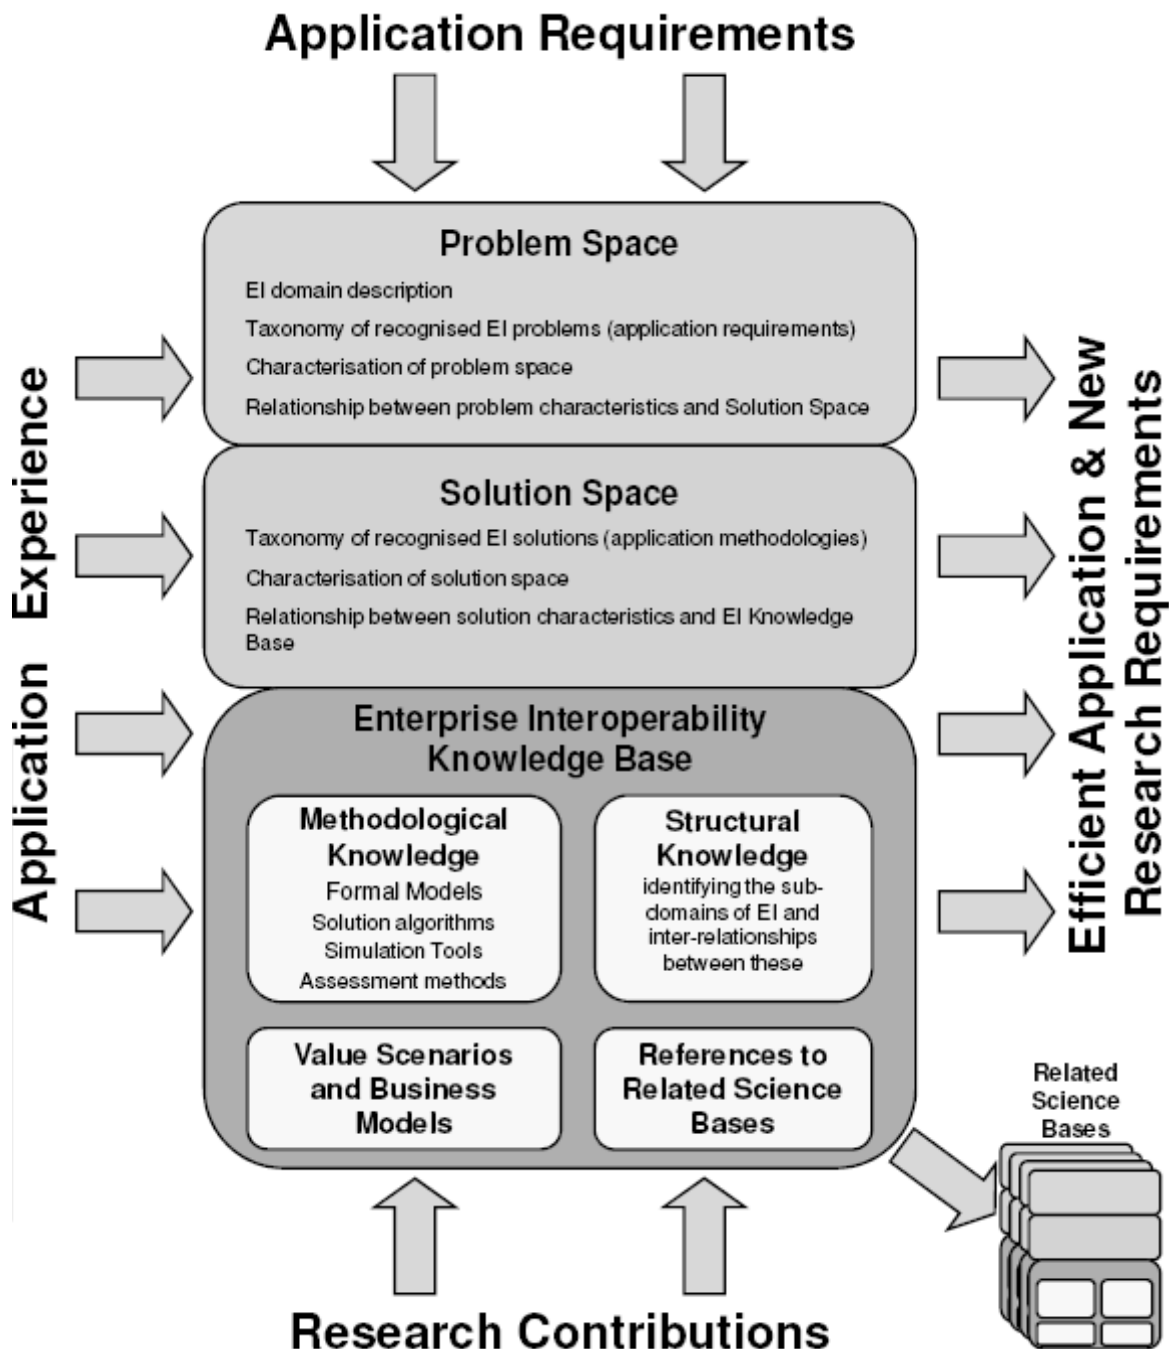 Application Requirements
Problem Space
EI domain description
Taxonomy of recognised EI problems (application requirements)
Characterisation of problem space
Relationship between problem characteristics and Solution Space
Solution Space
Taxonomy of recognised EI solutions (application methodologies)
Characterisation of solution space
Relationship between solution characteristics and EI Knowledge
Base
Enterprise Interoperability
Knowledge Base
Methodological
Knowledge
Formal Models
Solution algorithms
Simulation Tools
Assessment methods
Structural
Knowledge
identifying the sub-
domains of EI and
inter-relationships
between these
Value Scenarios
and Business
Models
References to
Related Science
Bases
Application Experience
Efficient Application & New
Research Requirements
Related
Science
Bases
Research Contributions